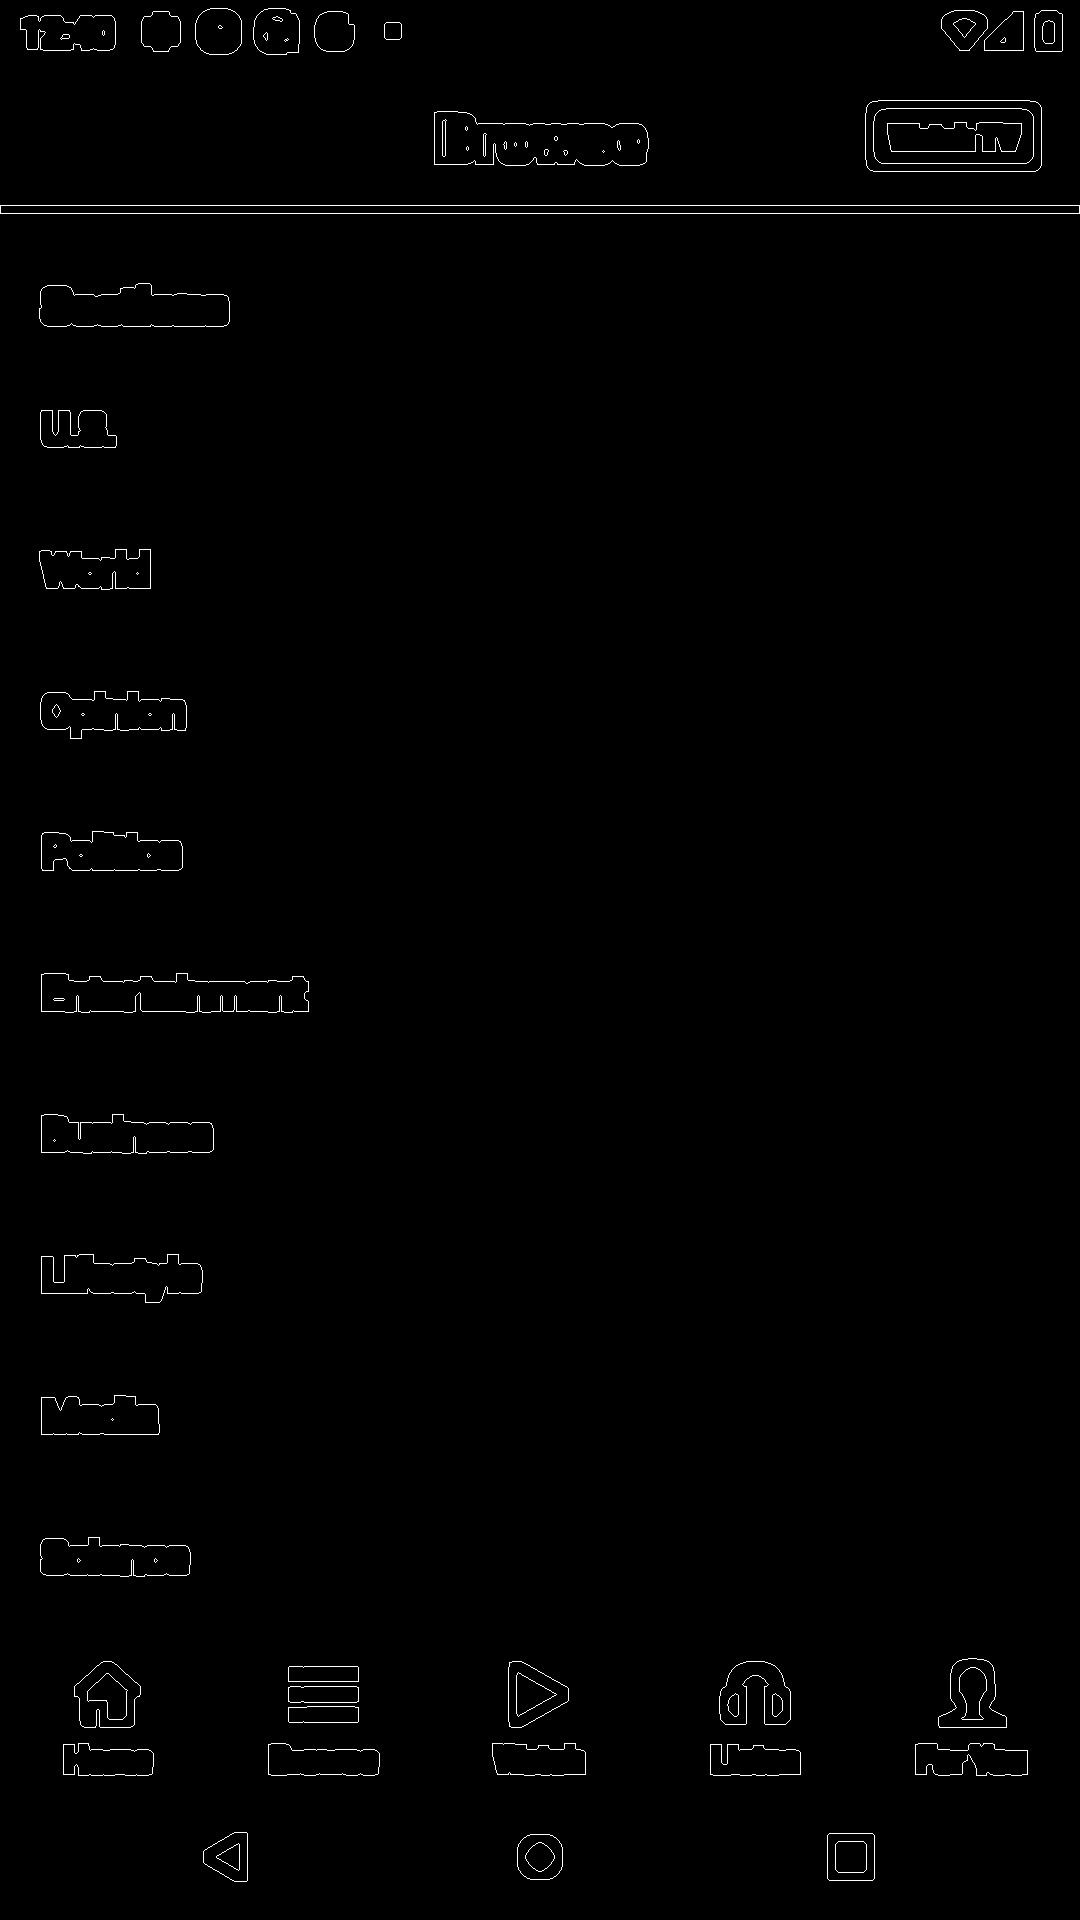 12:40
Browse
Watch TV
Sections
U.S.
World
Opinion
Politics
Entertainment
Business
Lifestyle
Media
Science
Home
Browse
Watch
Listen
For You